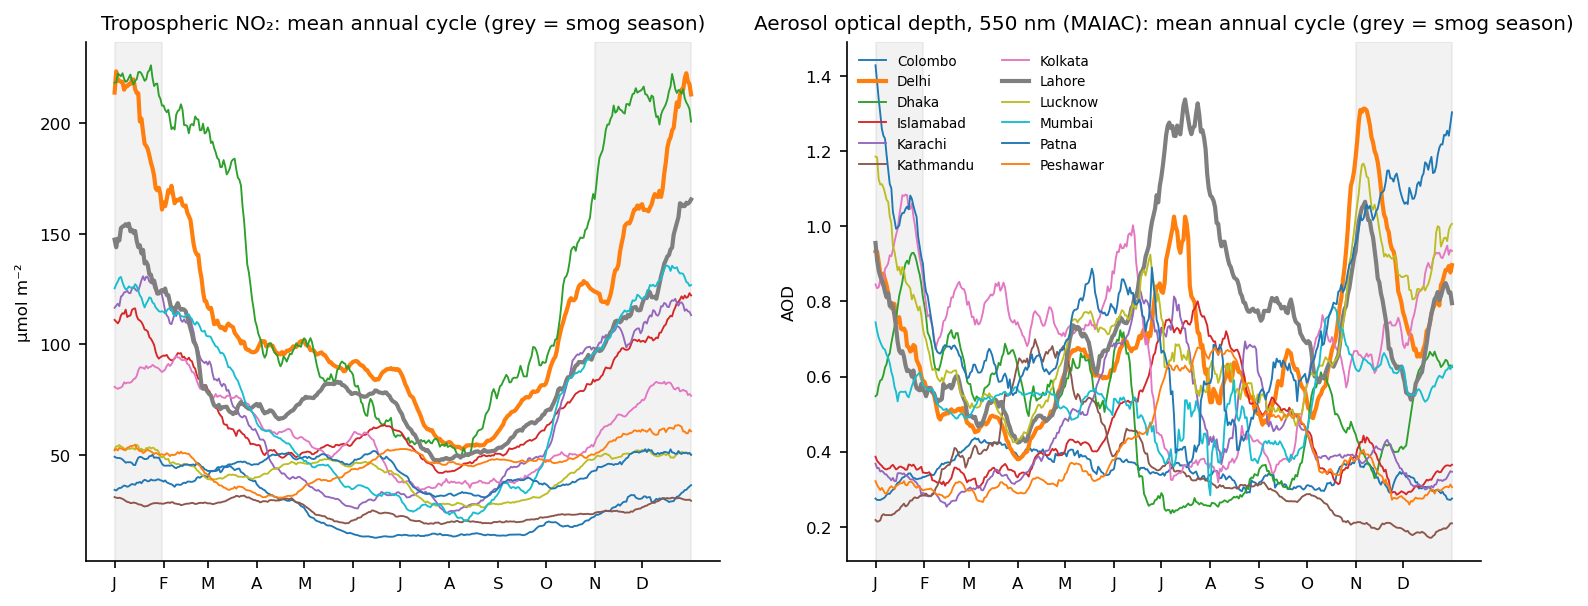 Tropospheric NO₂: mean annual cycle (grey = smog season)
µmol m⁻²
200
150
100
50
J F M A M J J A S O N D
Aerosol optical depth, 550 nm (MAIAC): mean annual cycle (grey = smog season)
AOD
1.4
1.2
1.0
0.8
0.6
0.4
0.2
Colombo
Delhi
Dhaka
Islamabad
Karachi
Kathmandu
Kolkata
Lahore
Lucknow
Mumbai
Patna
Peshawar
J F M A M J J A S O N D